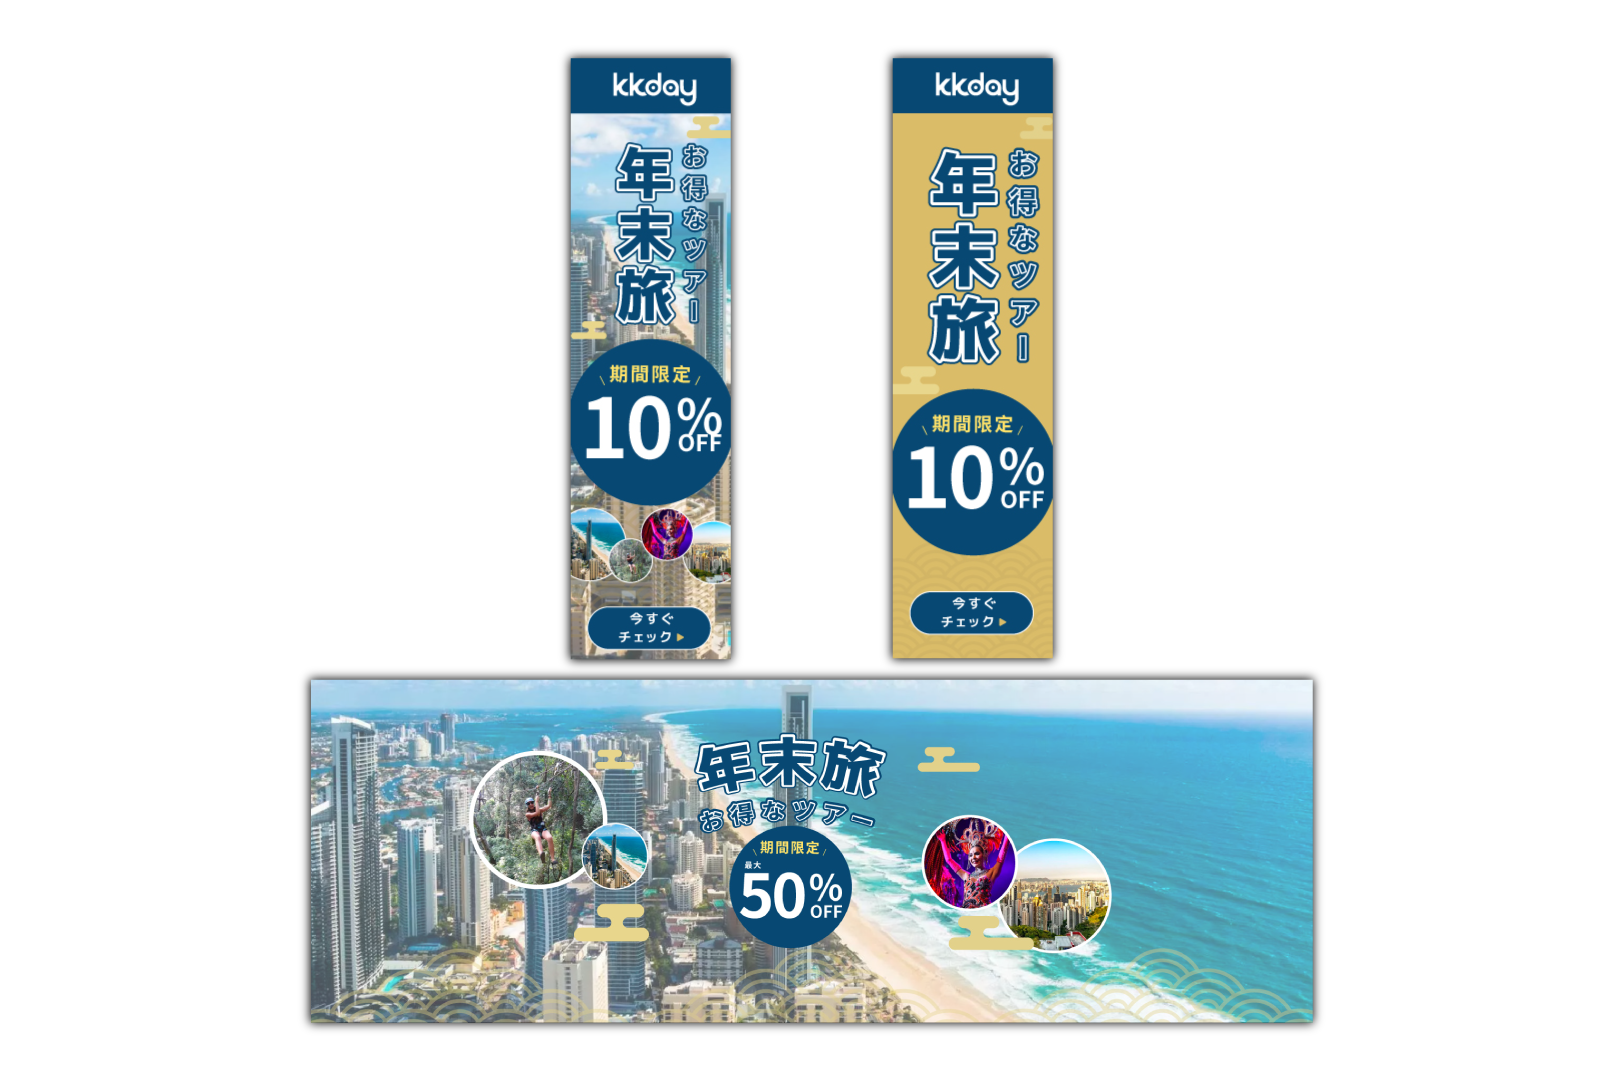 kkday
お得なツアー
年末旅
期間限定
10%
OFF
今すぐ
チェック
kkday
お得なツアー
年末旅
期間限定
10%
OFF
今すぐ
チェック
年末旅
お得なツアー
期間限定
最大
50%
OFF